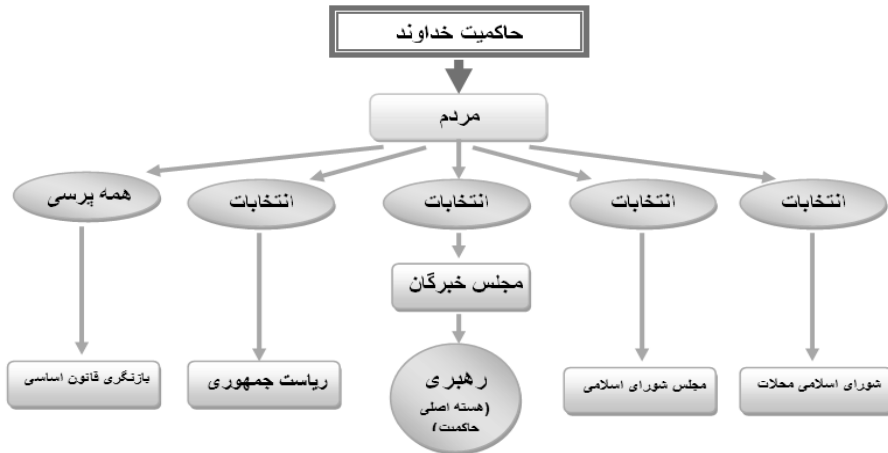 حاکمیت خداوند
مردم
انتخابات
انتخابات
انتخابات
انتخابات
همه پرسی
مجلس خبرگان
شورای اسلامی محلات
مجلس شورای اسلامی
رهبری
(هسته اصلی
حاکمیت)
ریاست جمهوری
بازنگری قانون اساسی